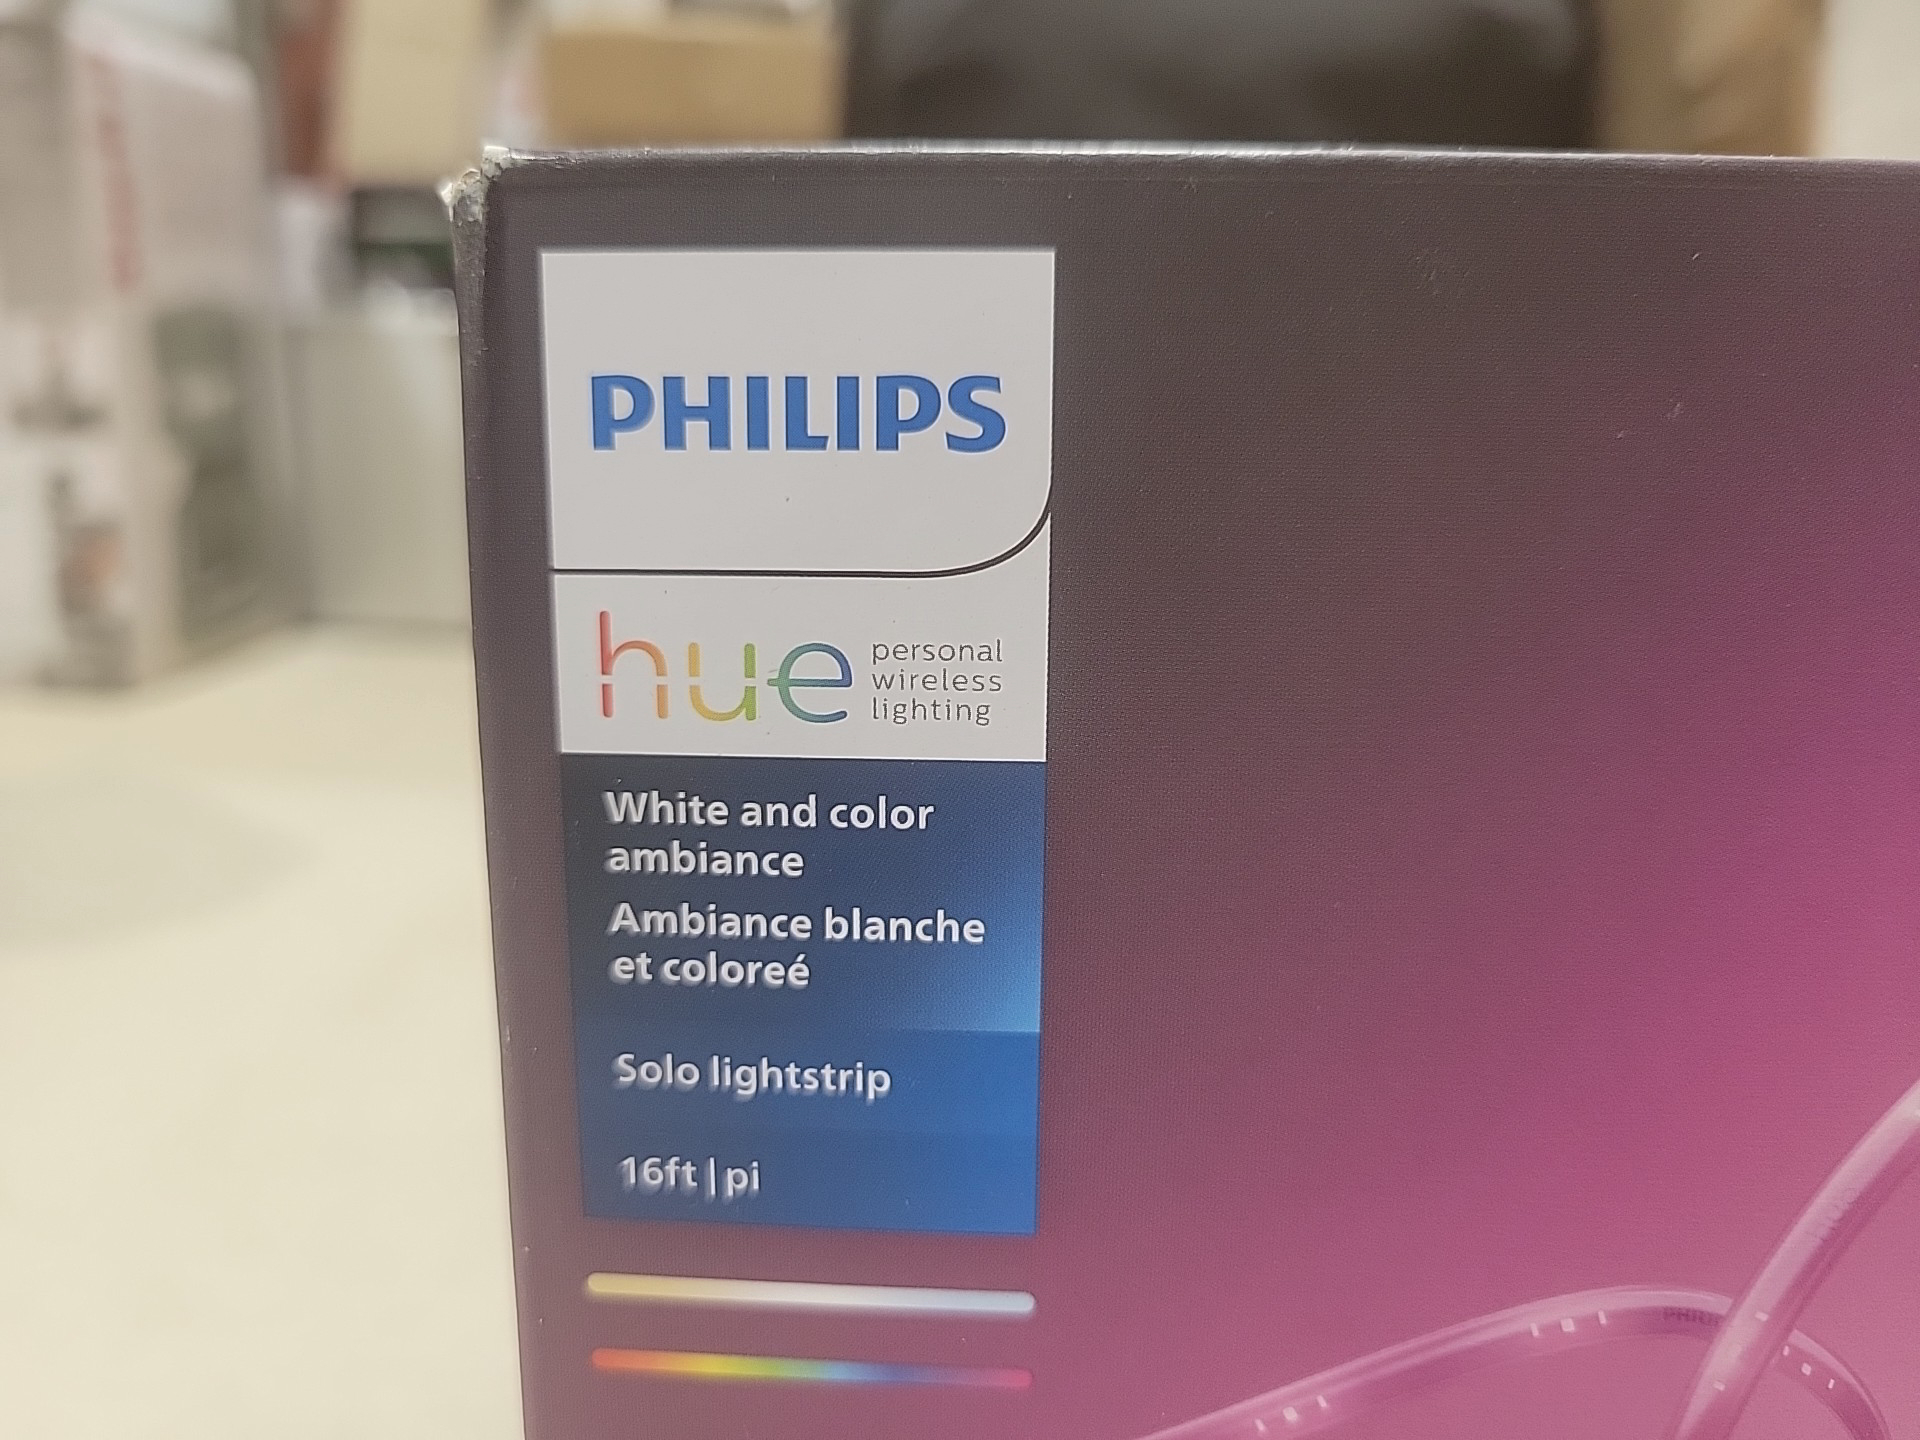 PHILIPS
hue
personal
wireless
lighting
White and color
ambiance
Ambiance blanche
et coloreé
Solo lightstrip
16ft | pi